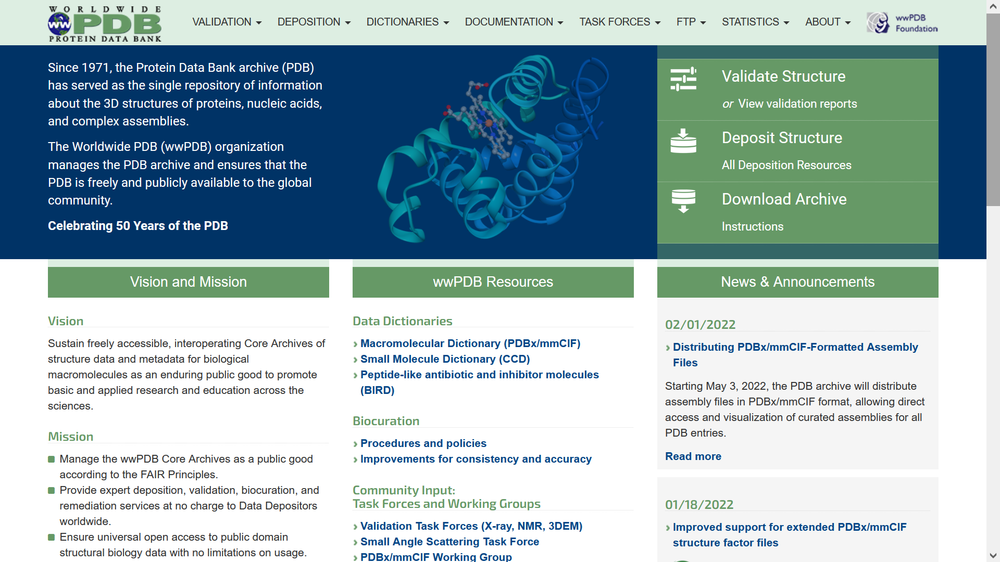 WORLDWIDE
ww PDB
PROTEIN DATA BANK
VALIDATION
DEPOSITION
DICTIONARIES
DOCUMENTATION
TASK FORCES
FTP
STATISTICS
ABOUT
wwPDB
Foundation
Since 1971, the Protein Data Bank archive (PDB)
has served as the single repository of information
about the 3D structures of proteins, nucleic acids,
and complex assemblies.
The Worldwide PDB (wwPDB) organization
manages the PDB archive and ensures that the
PDB is freely and publicly available to the global
community.
Celebrating 50 Years of the PDB
Validate Structure
or View validation reports
Deposit Structure
All Deposition Resources
Download Archive
Instructions
Vision and Mission
Vision
Sustain freely accessible, interoperating Core Archives of
structure data and metadata for biological
macromolecules as an enduring public good to promote
basic and applied research and education across the
sciences.
Mission
Manage the wwPDB Core Archives as a public good
according to the FAIR Principles.
Provide expert deposition, validation, biocuration, and
remediation services at no charge to Data Depositors
worldwide.
Ensure universal open access to public domain
structural biology data with no limitations on usage.
wwPDB Resources
Data Dictionaries
Macromolecular Dictionary (PDBx/mmCIF)
Small Molecule Dictionary (CCD)
Peptide-like antibiotic and inhibitor molecules
(BIRD)
Biocuration
Procedures and policies
Improvements for consistency and accuracy
Community Input:
Task Forces and Working Groups
Validation Task Forces (X-ray, NMR, 3DEM)
Small Angle Scattering Task Force
PDBx/mmCIF Working Group
News & Announcements
02/01/2022
Distributing PDBx/mmCIF-Formatted Assembly
Files
Starting May 3, 2022, the PDB archive will distribute
assembly files in PDBx/mmCIF format, allowing direct
access and visualization of curated assemblies for all
PDB entries.
Read more
01/18/2022
Improved support for extended PDBx/mmCIF
structure factor files